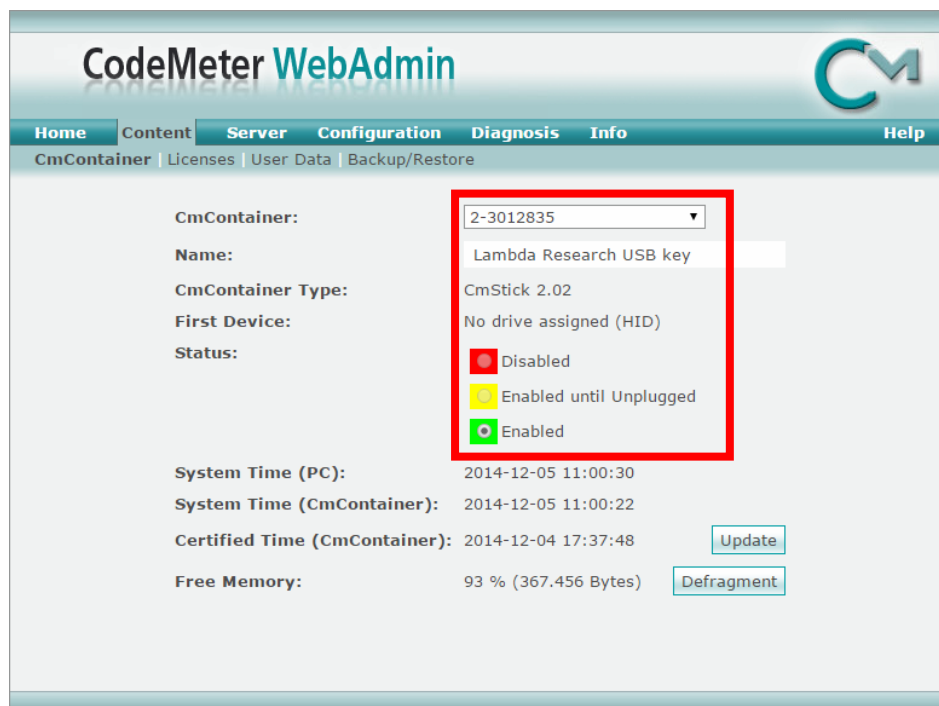 CodeMeter WebAdmin
CM
Home Content Server Configuration Diagnosis Info Help
CmContainer | Licenses | User Data | Backup/Restore
CmContainer: 2-3012835
Name: Lambda Research USB key
CmContainer Type: CmStick 2.02
First Device: No drive assigned (HID)
Status: Disabled
Enabled until Unplugged
Enabled
System Time (PC): 2014-12-05 11:00:30
System Time (CmContainer): 2014-12-05 11:00:22
Certified Time (CmContainer): 2014-12-04 17:37:48 Update
Free Memory: 93 % (367.456 Bytes) Defragment